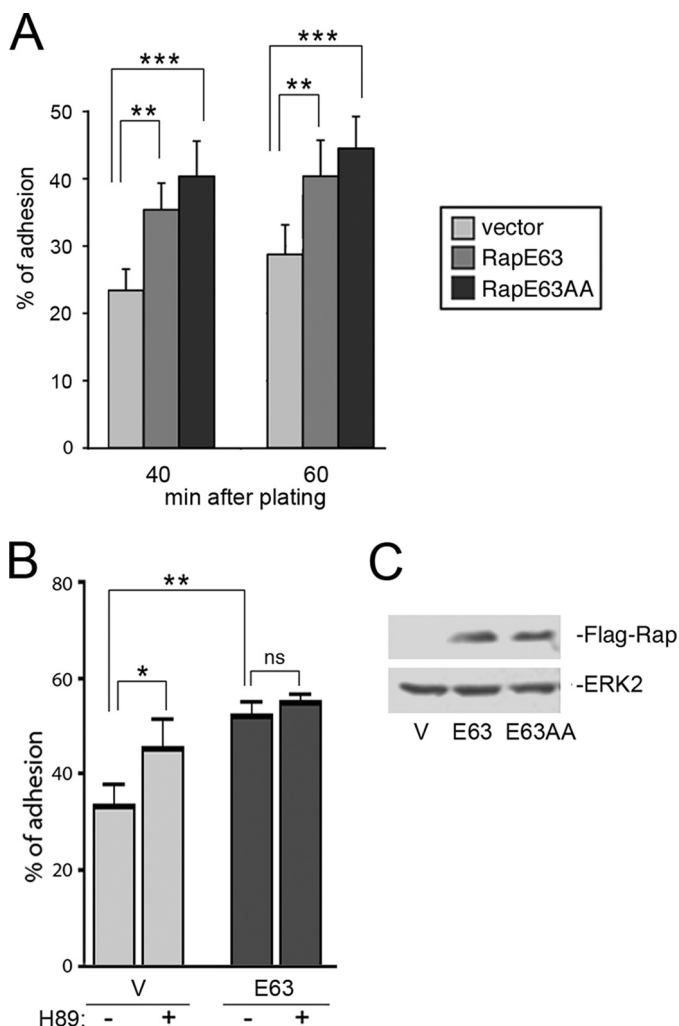 A
*** ***
** **
50
40
30
20
10
0
% of adhesion
40 60
min after plating
vector
RapE63
RapE63AA
B
80
60
40
20
0
% of adhesion
**
*
ns
V E63
H89: - + - +
C
-Flag-Rap
-ERK2
V E63 E63AA